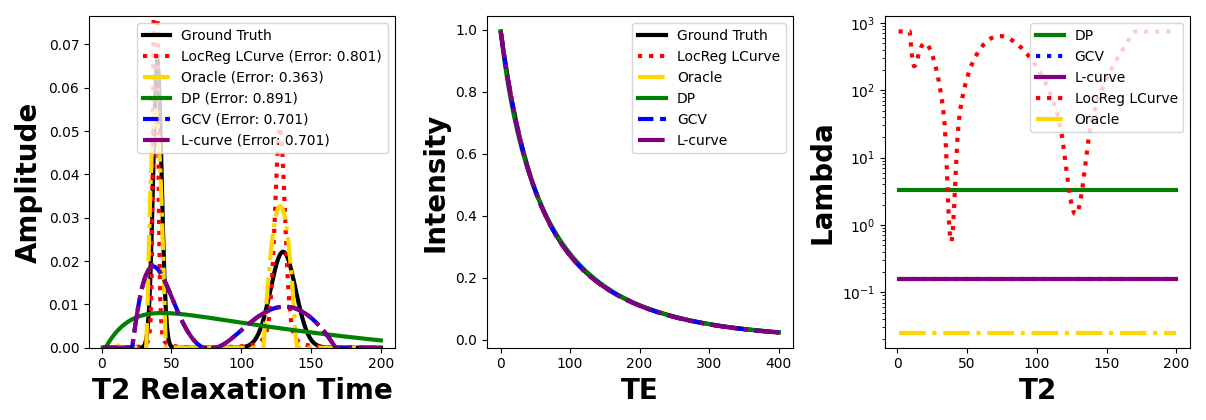 Amplitude
0.07
0.06
0.05
0.04
0.03
0.02
0.01
0.00
0
50
100
150
200
T2 Relaxation Time
Ground Truth
LocReg LCurve (Error: 0.801)
Oracle (Error: 0.363)
DP (Error: 0.891)
GCV (Error: 0.701)
L-curve (Error: 0.701)
Intensity
1.0
0.8
0.6
0.4
0.2
0.0
0
100
200
300
400
TE
Ground Truth
LocReg LCurve
Oracle
DP
GCV
L-curve
Lambda
10³
10²
10¹
10⁰
10⁻¹
0
50
100
150
200
T2
DP
GCV
L-curve
LocReg LCurve
Oracle